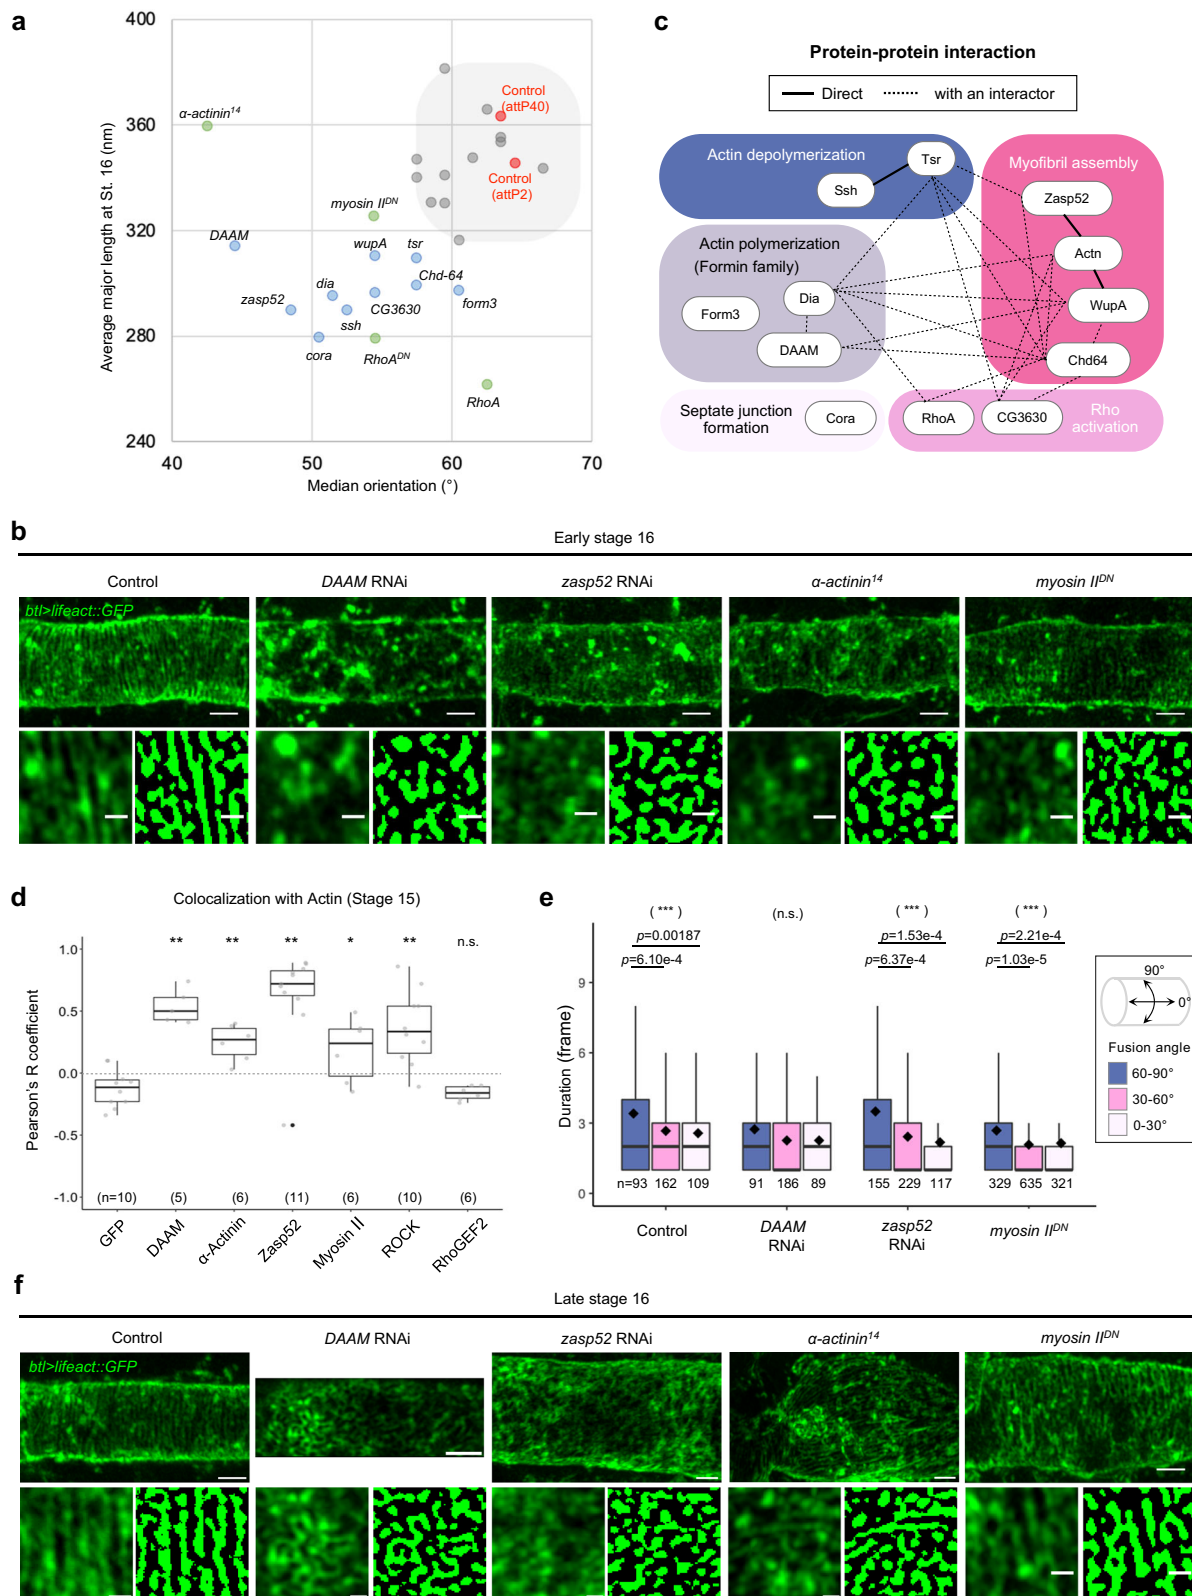 a
400
360
320
280
240
40
50
60
70
Average major length at St. 16 (nm)
Median orientation (°)
α-actinin14
Control
(attP40)
Control
(attP2)
myosin IIDN
DAAM
wupA
tsr
Chd-64
dia
zasp52
CG3630
form3
ssh
cora
RhoADN
RhoA
c
Protein-protein interaction
Direct
with an interactor
Actin depolymerization
Tsr
Ssh
Myofibril assembly
Zasp52
Actn
WupA
Chd64
Actin polymerization
(Formin family)
Dia
Form3
DAAM
Septate junction
formation
Cora
RhoA
CG3630
Rho
activation
b
Early stage 16
Control
DAAM RNAi
zasp52 RNAi
α-actinin14
myosin IIDN
btl>lifeact::GFP
d
Colocalization with Actin (Stage 15)
** ** ** * ** n.s.
1.0
0.5
0.0
-0.5
-1.0
Pearson's R coefficient
(n=10) (5) (6) (11) (6) (10) (6)
GFP
DAAM
α-Actinin
Zasp52
Myosin II
ROCK
RhoGEF2
e
( *** ) (n.s.) ( *** ) ( *** )
p=0.00187 p=1.53e-4 p=2.21e-4
p=6.10e-4 p=6.37e-4 p=1.03e-5
9
6
3
0
Duration (frame)
n=93 162 109 91 186 89 155 229 117 329 635 321
Control
DAAM
RNAi
zasp52
RNAi
myosin IIDN
90°
0°
Fusion angle
60-90°
30-60°
0-30°
f
Late stage 16
Control
DAAM RNAi
zasp52 RNAi
α-actinin14
myosin IIDN
btl>lifeact::GFP